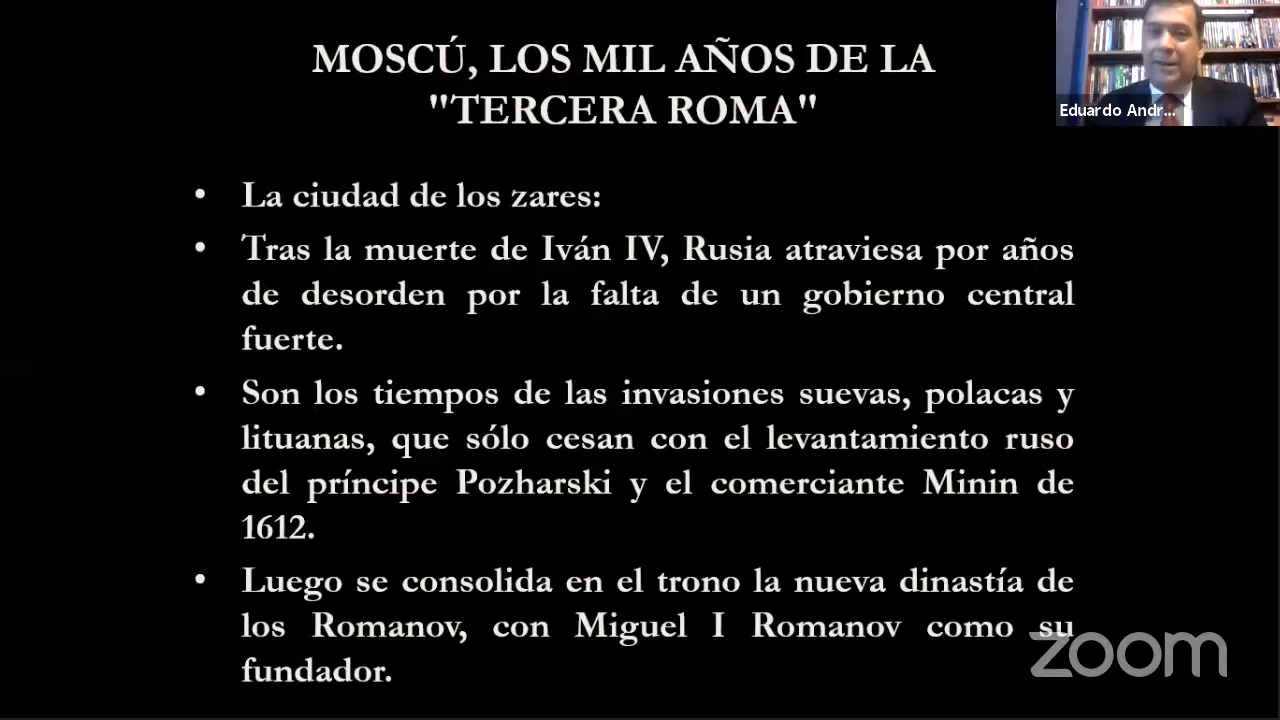 MOSCÚ, LOS MIL AÑOS DE LA
"TERCERA ROMA"
Eduardo Andr...
• La ciudad de los zares:
• Tras la muerte de Iván IV, Rusia atraviesa por años
de desorden por la falta de un gobierno central
fuerte.
• Son los tiempos de las invasiones suevas, polacas y
lituanas, que sólo cesan con el levantamiento ruso
del príncipe Pozharski y el comerciante Minin de
1612.
• Luego se consolida en el trono la nueva dinastía de
los Romanov, con Miguel I Romanov como su
fundador.
zoom